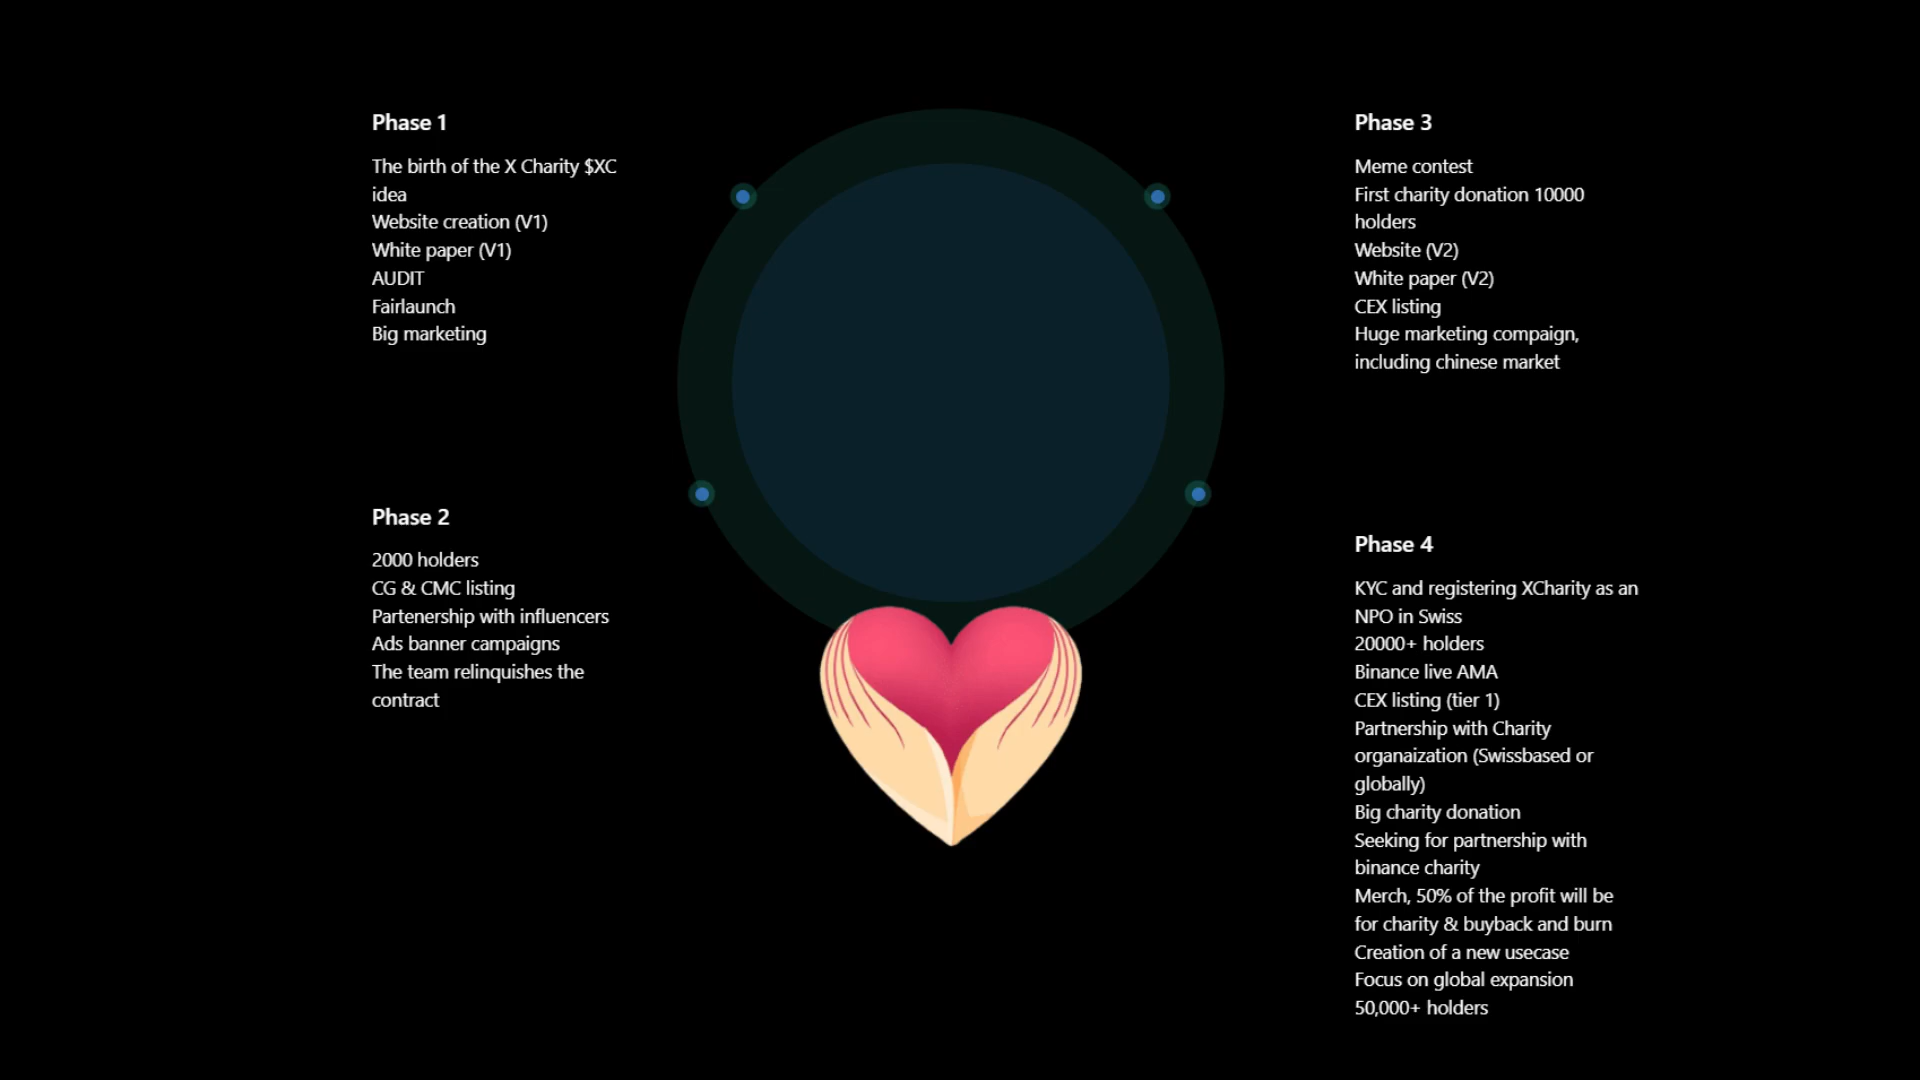 Phase 1
The birth of the X Charity $XC
idea
Website creation (V1)
White paper (V1)
AUDIT
Fairlaunch
Big marketing
Phase 2
2000 holders
CG & CMC listing
Partenership with influencers
Ads banner campaigns
The team relinquishes the
contract
Phase 3
Meme contest
First charity donation 10000
holders
Website (V2)
White paper (V2)
CEX listing
Huge marketing compaign,
including chinese market
Phase 4
KYC and registering XCharity as an
NPO in Swiss
20000+ holders
Binance live AMA
CEX listing (tier 1)
Partnership with Charity
organaization (Swissbased or
globally)
Big charity donation
Seeking for partnership with
binance charity
Merch, 50% of the profit will be
for charity & buyback and burn
Creation of a new usecase
Focus on global expansion
50,000+ holders